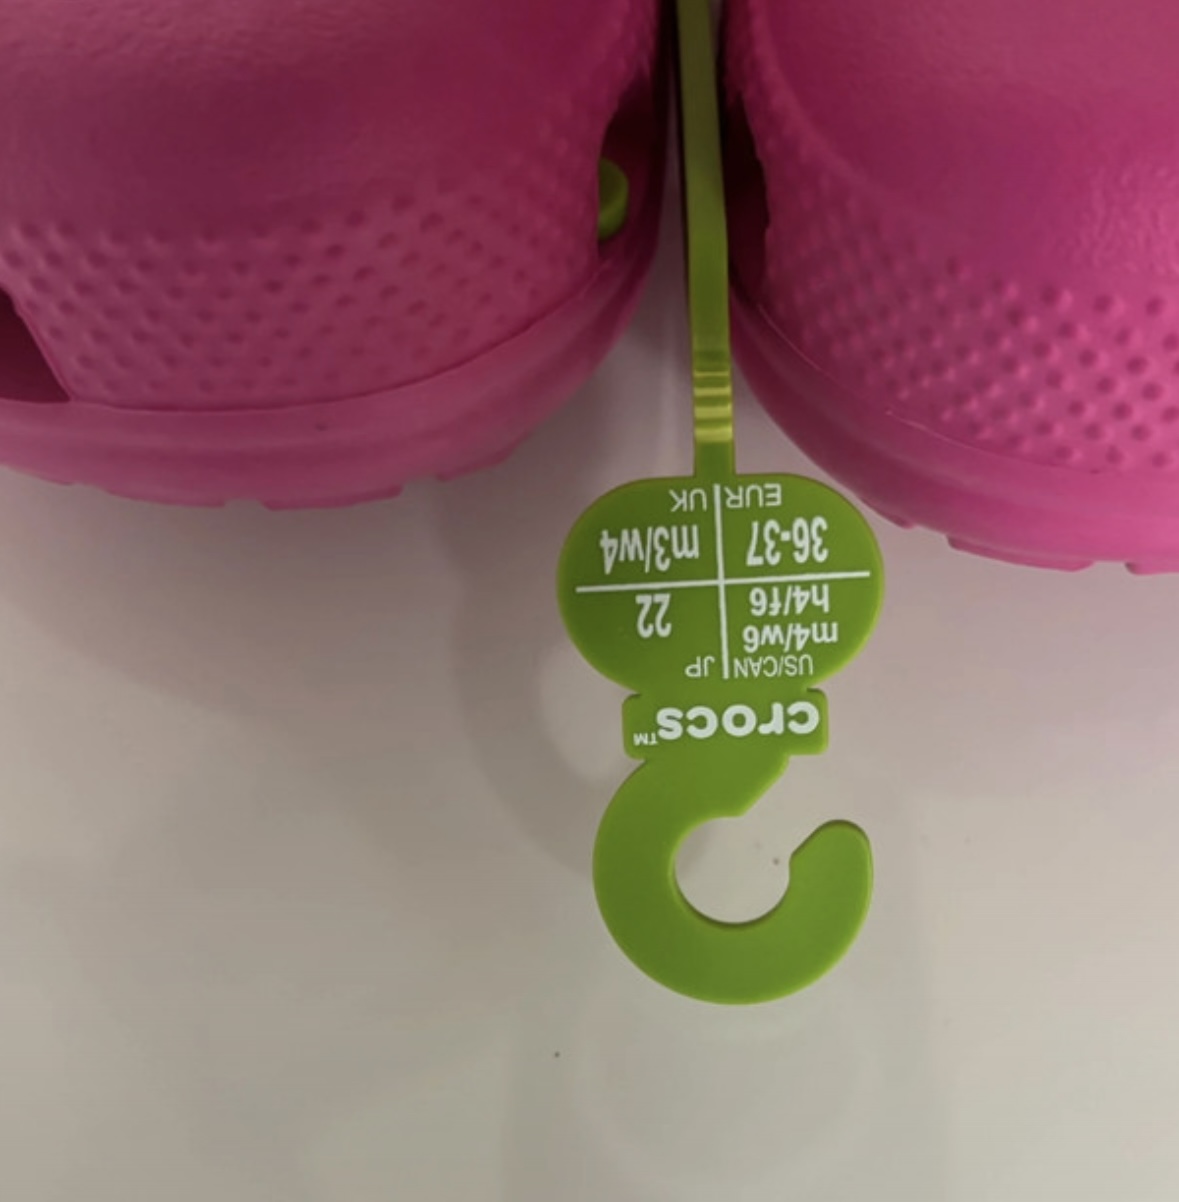 crocs™
US/CAN JP
m4/w6
h4/f6 22
36-37 m3/w4
EUR UK